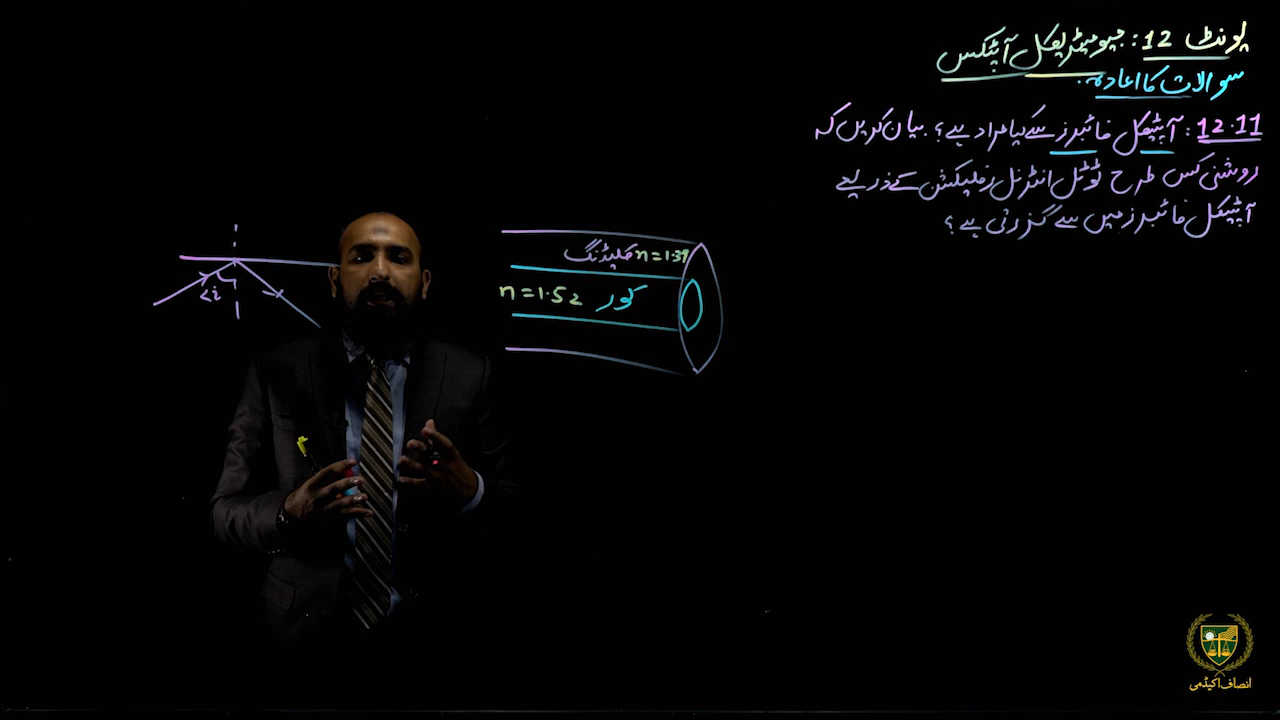 یونٹ 12 : جیومیٹریکل آپٹکس
سوالات کا اعادہ:
12.11 : آپٹیکل فائبرز سے کیا مراد ہے؟ بیان کریں کہ
روشنی کس طرح ٹوٹل انٹرنل رفلیکشن کے ذریعے
آپٹیکل فائبرز میں سے گزرتی ہے؟
کلیڈنگ n=1.39
n=1.52 کور
<i
انصاف اکیڈمی